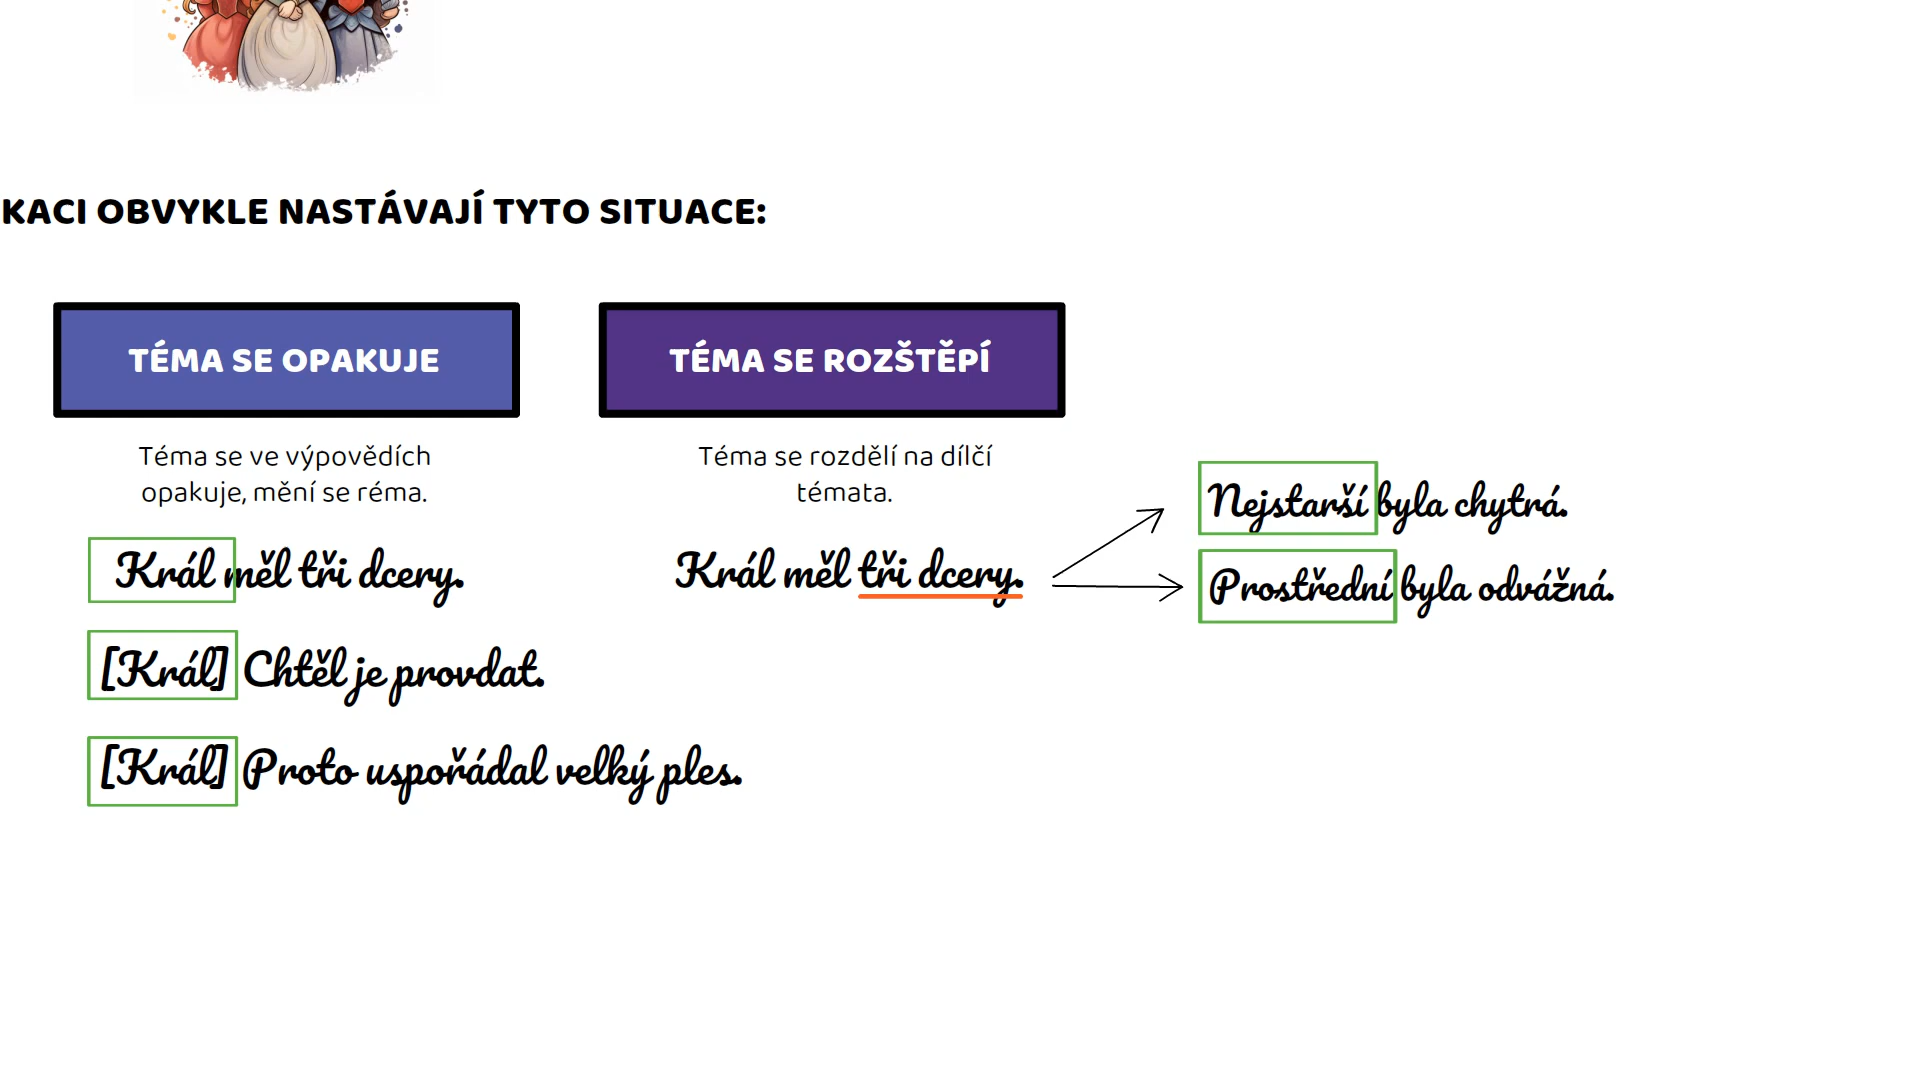 KACI OBVYKLE NASTÁVAJÍ TYTO SITUACE:
TÉMA SE OPAKUJE
Téma se ve výpovědích
opakuje, mění se réma.
Král měl tři dcery.
[Král] Chtěl je provdat.
[Král] Proto uspořádal velký ples.
TÉMA SE ROZŠTĚPÍ
Téma se rozdělí na dílčí
témata.
Král měl tři dcery.
Nejstarší byla chytrá.
Prostřední byla odvážná.